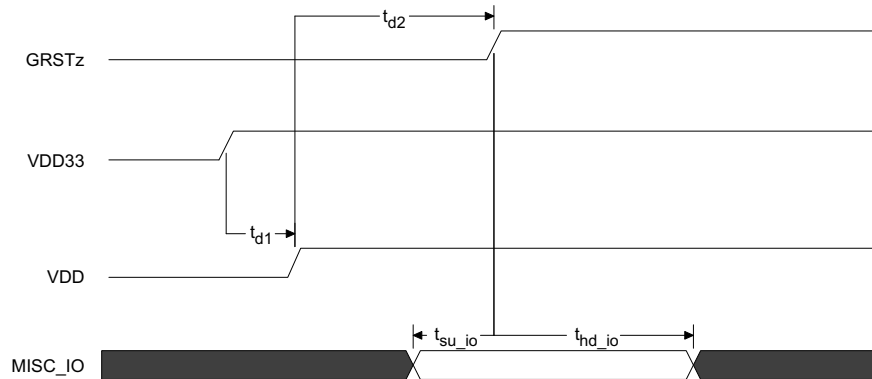 t_d2
GRSTz
VDD33
t_d1
VDD
t_su_io t_hd_io
MISC_IO